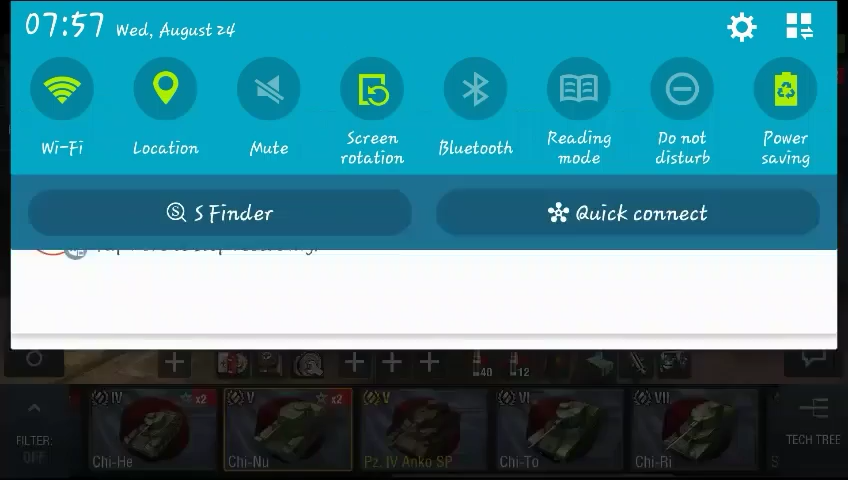 07:57 Wed, August 24
Wi-Fi
Location
Mute
Screen
rotation
Bluetooth
Reading
mode
Do not
disturb
Power
saving
S Finder
Quick connect
40
12
IV
x2
V
x2
V
VI
VII
FILTER:
OFF
Chi-He
Chi-Nu
Pz. IV Anko SP
Chi-To
Chi-Ri
S
TECH TREE